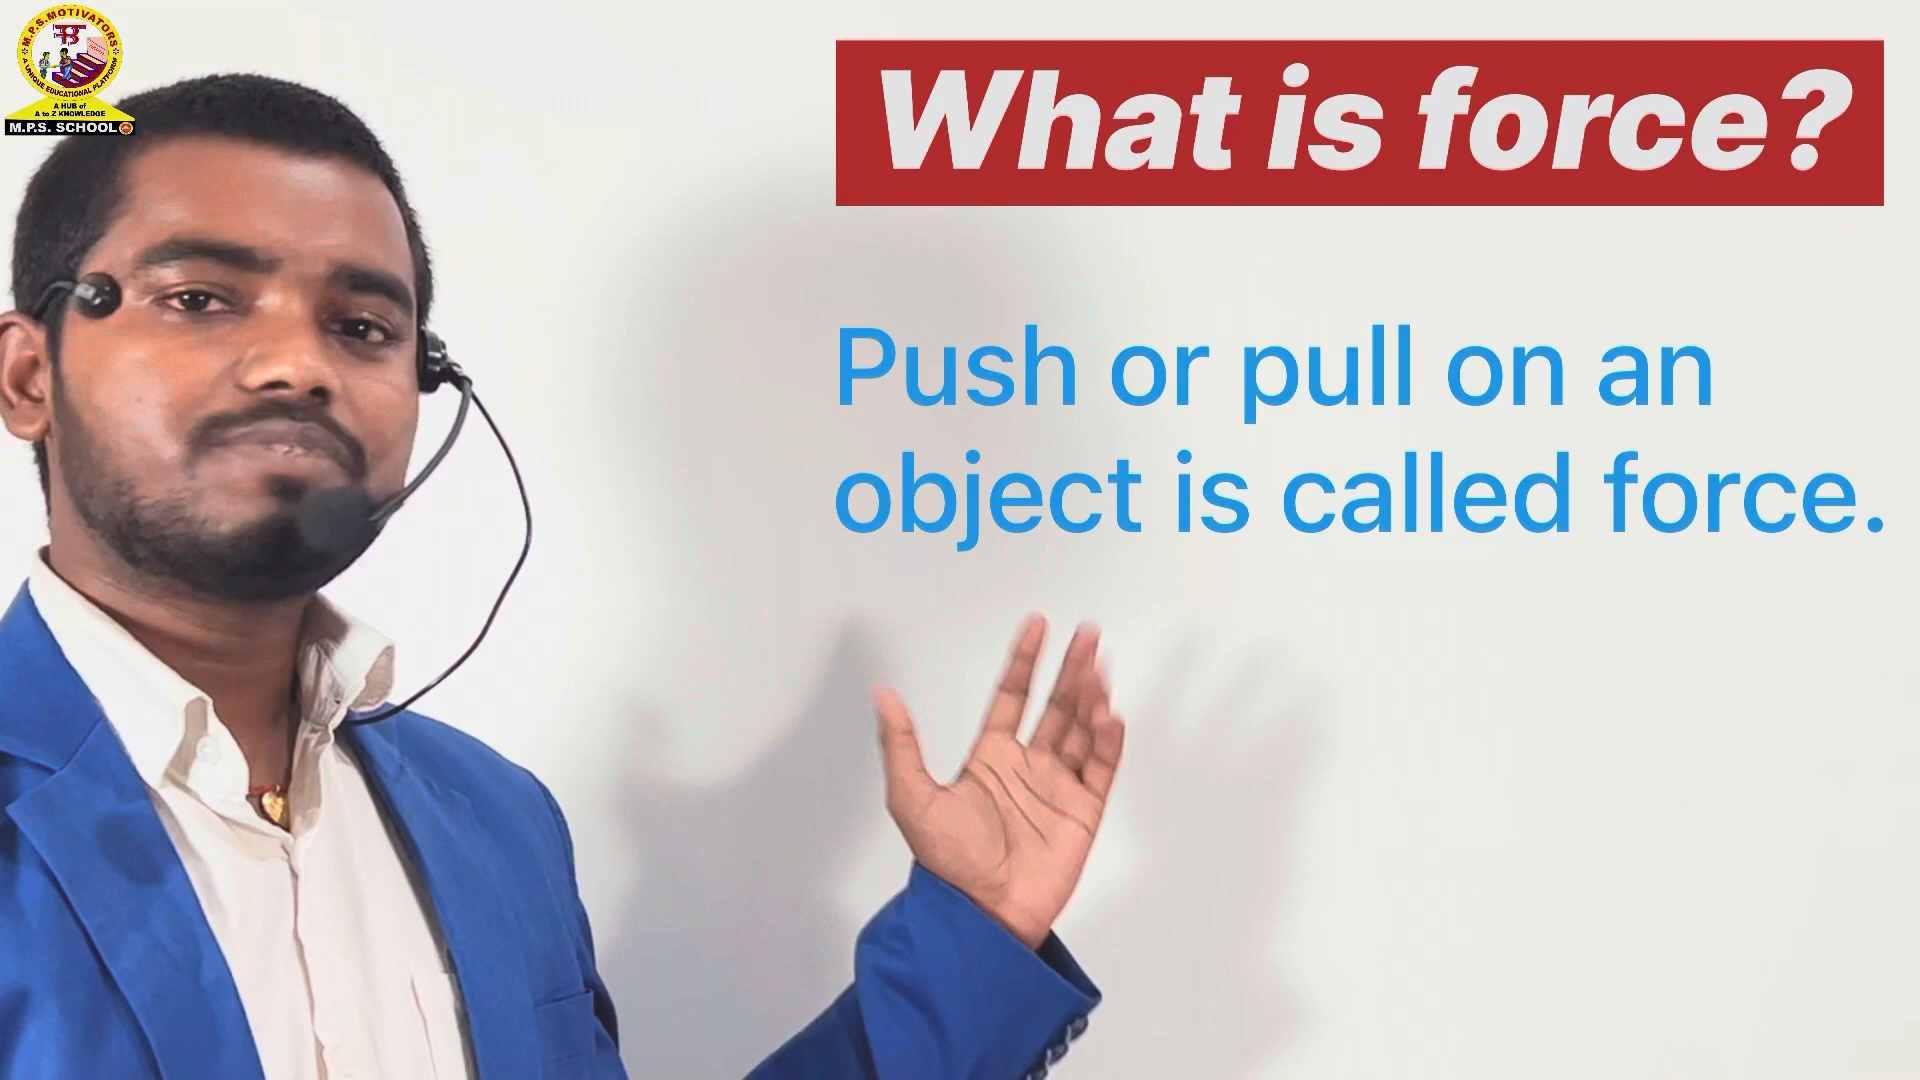 M.P.S. MOTIVATORS
A UNIQUE EDUCATIONAL PLATFORM
A HUB of
A to Z KNOWLEDGE
M.P.S. SCHOOL
What is force?
Push or pull on an
object is called force.